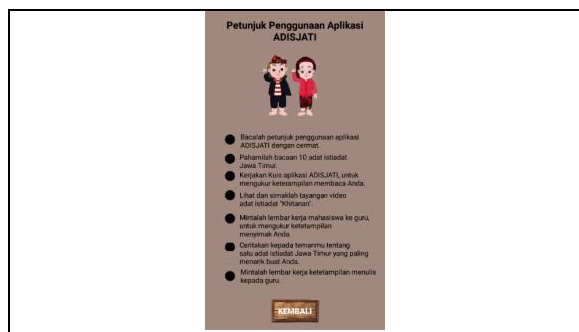 Petunjuk Penggunaan Aplikasi
ADISJATI
Bacalah petunjuk penggunaan aplikasi
ADISJATI dengan cermat.
Pahamilah bacaan 10 adat istiadat
Jawa Timur.
Kerjakan Kuis aplikasi ADISJATI, untuk
mengukur keterampilan membaca Anda.
Lihat dan simaklah tayangan video
adat istiadat "Khitanan".
Mintalah lembar kerja mahasiswa ke guru,
untuk mengukur ketetampilan
menyimak Anda.
Ceritakan kepada temanmu tentang
satu adat istiadat Jawa Timur yang paling
menarik buat Anda.
Mintalah lembar kerja ketetampilan menulis
kepada guru.
KEMBALI